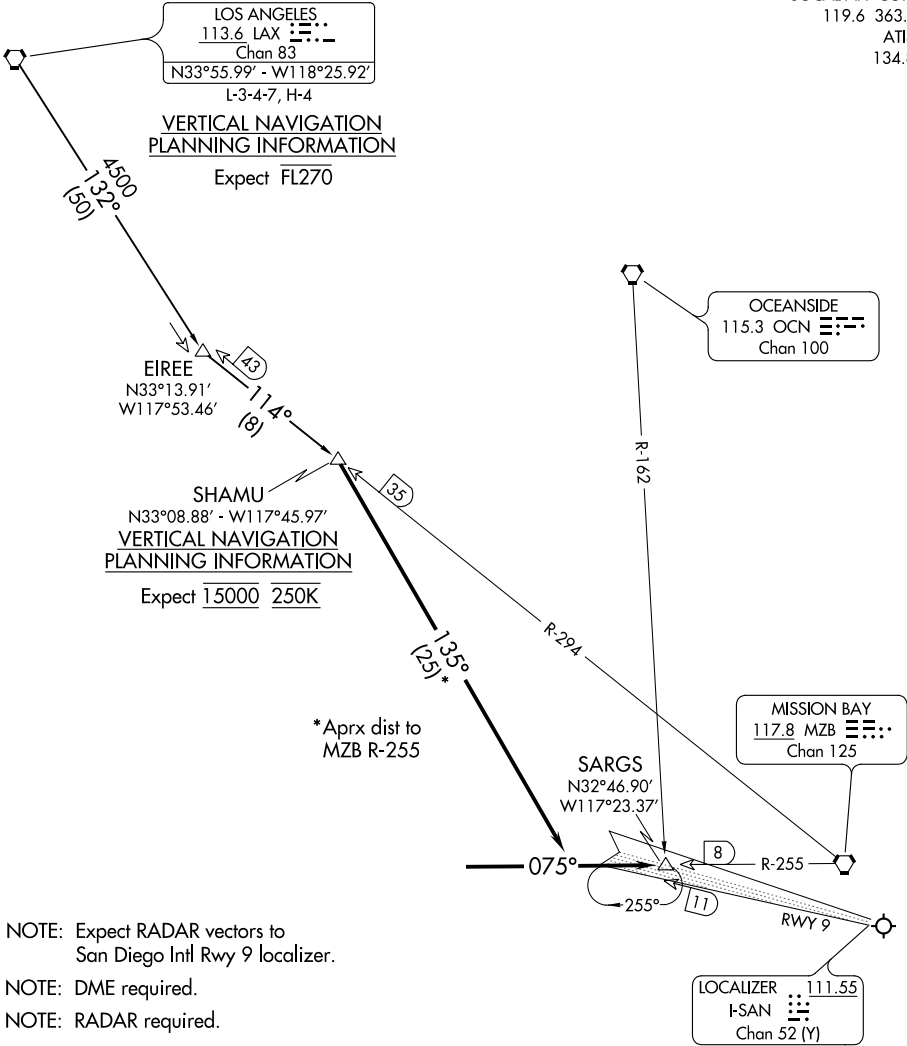 LOS ANGELES
113.6 LAX
Chan 83
N33°55.99' - W118°25.92'
L-3-4-7, H-4
VERTICAL NAVIGATION
PLANNING INFORMATION
Expect FL270
119.6 363.
134.
4500
132°
(50)
OCEANSIDE
115.3 OCN
Chan 100
EIREE
N33°13.91'
W117°53.46'
43
114°
(8)
R-162
SHAMU
N33°08.88' - W117°45.97'
VERTICAL NAVIGATION
PLANNING INFORMATION
Expect 15000 250K
35
R-294
135°
(25)*
*Aprx dist to
MZB R-255
MISSION BAY
117.8 MZB
Chan 125
SARGS
N32°46.90'
W117°23.37'
075°
8
R-255
255°
11
RWY 9
NOTE: Expect RADAR vectors to
San Diego Intl Rwy 9 localizer.
NOTE: DME required.
NOTE: RADAR required.
LOCALIZER 111.55
I-SAN
Chan 52 (Y)